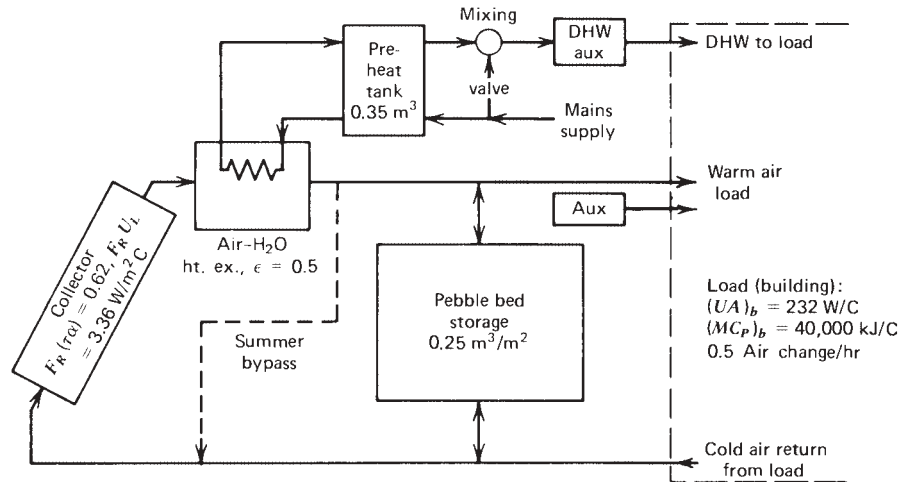 Mixing
DHW
aux
DHW to load
Pre-
heat
tank
0.35 m³
valve
Mains
supply
Warm air
load
Aux
Air-H₂O
ht. ex., ϵ = 0.5
Collector
F_R(τα) = 0.62, F_R U_L
= 3.36 W/m² C
Pebble bed
storage
0.25 m³/m²
Summer
bypass
Load (building):
(UA)_b = 232 W/C
(MC_P)_b = 40,000 kJ/C
0.5 Air change/hr
Cold air return
from load